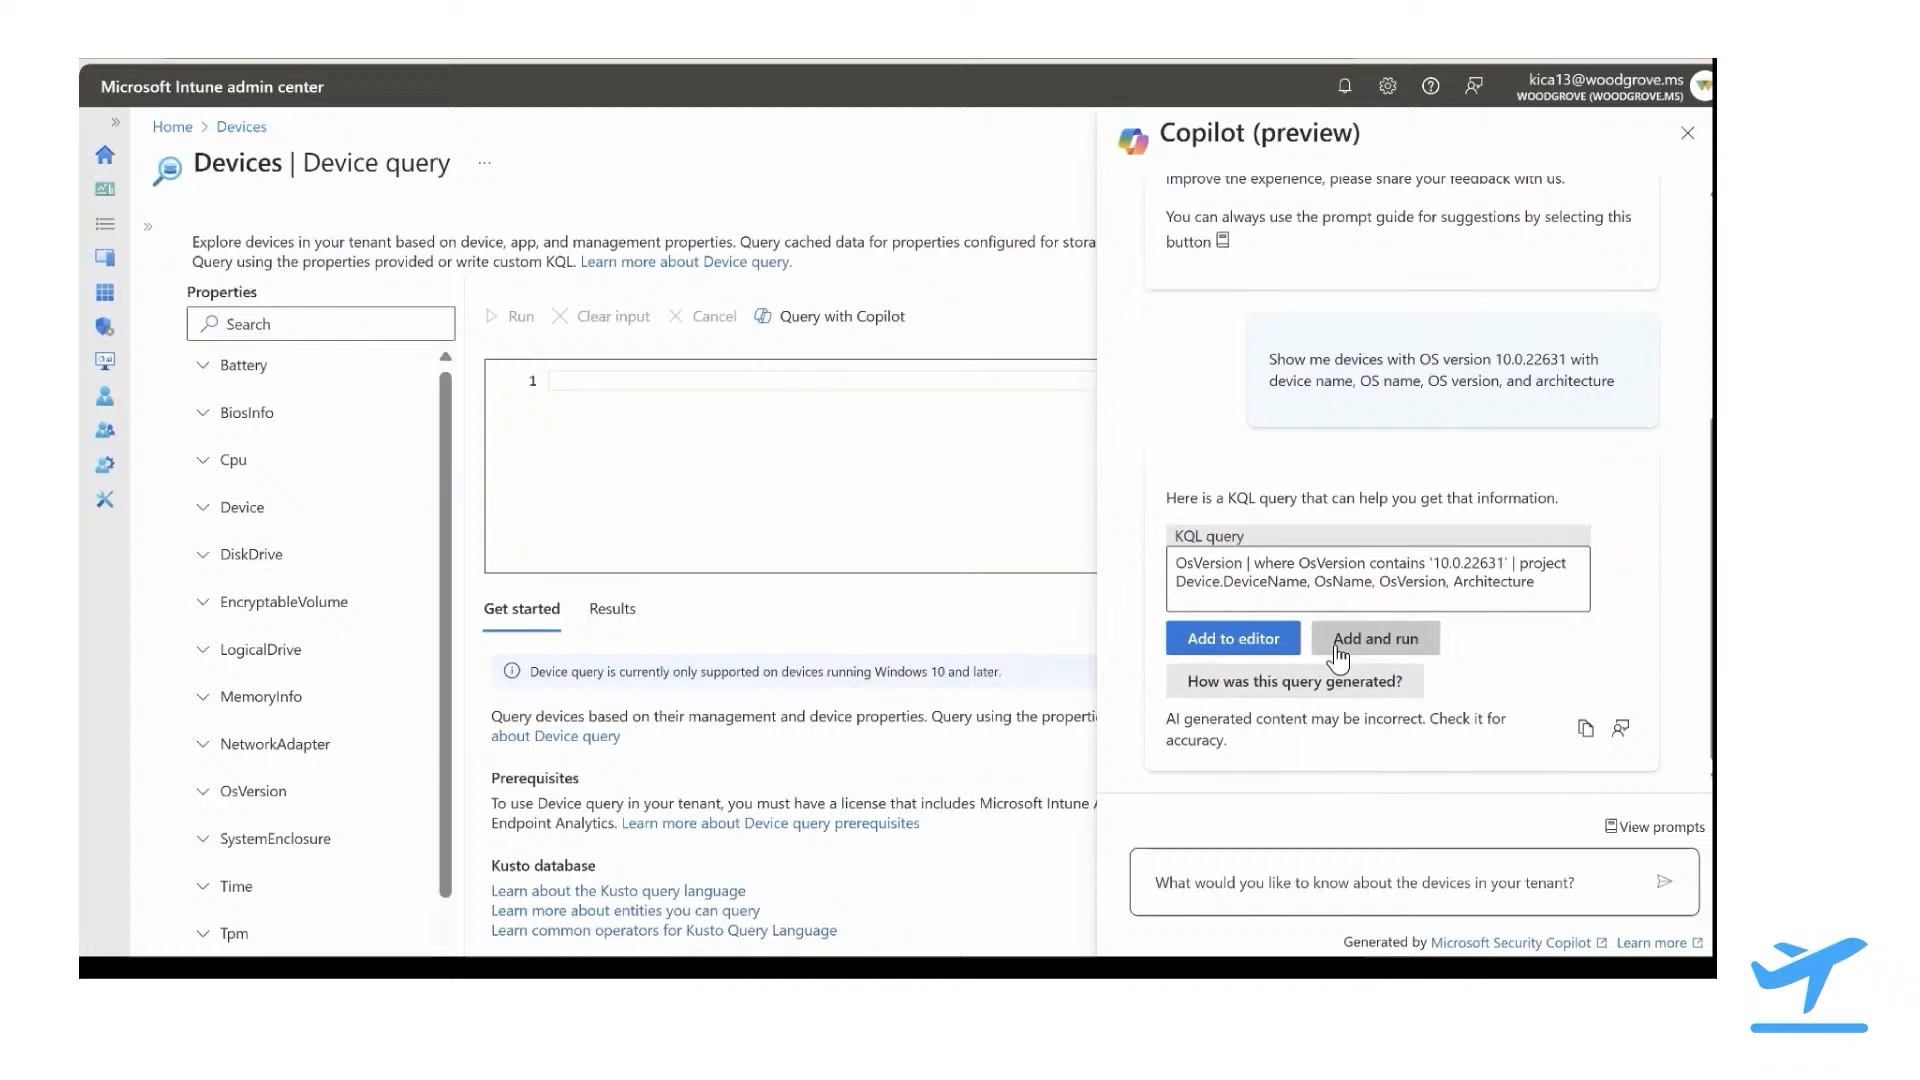 Microsoft Intune admin center
kica13@woodgrove.ms
WOODGROVE (WOODGROVE.MS)
Home > Devices
Devices | Device query ...
Explore devices in your tenant based on device, app, and management properties. Query cached data for properties configured for stora
Query using the properties provided or write custom KQL. Learn more about Device query.
Properties
Search
Battery
BiosInfo
Cpu
Device
DiskDrive
EncryptableVolume
LogicalDrive
MemoryInfo
NetworkAdapter
OsVersion
SystemEnclosure
Time
Tpm
Run Clear input Cancel Query with Copilot
1
Get started Results
Device query is currently only supported on devices running Windows 10 and later.
Query devices based on their management and device properties. Query using the properti
about Device query
Prerequisites
To use Device query in your tenant, you must have a license that includes Microsoft Intune
Endpoint Analytics. Learn more about Device query prerequisites
Kusto database
Learn about the Kusto query language
Learn more about entities you can query
Learn common operators for Kusto Query Language
Copilot (preview)
improve the experience, please share your feedback with us.
You can always use the prompt guide for suggestions by selecting this
button
Show me devices with OS version 10.0.22631 with
device name, OS name, OS version, and architecture
Here is a KQL query that can help you get that information.
KQL query
OsVersion | where OsVersion contains '10.0.22631' | project
Device.DeviceName, OsName, OsVersion, Architecture
Add to editor Add and run
How was this query generated?
AI generated content may be incorrect. Check it for
accuracy.
View prompts
What would you like to know about the devices in your tenant?
Generated by Microsoft Security Copilot Learn more